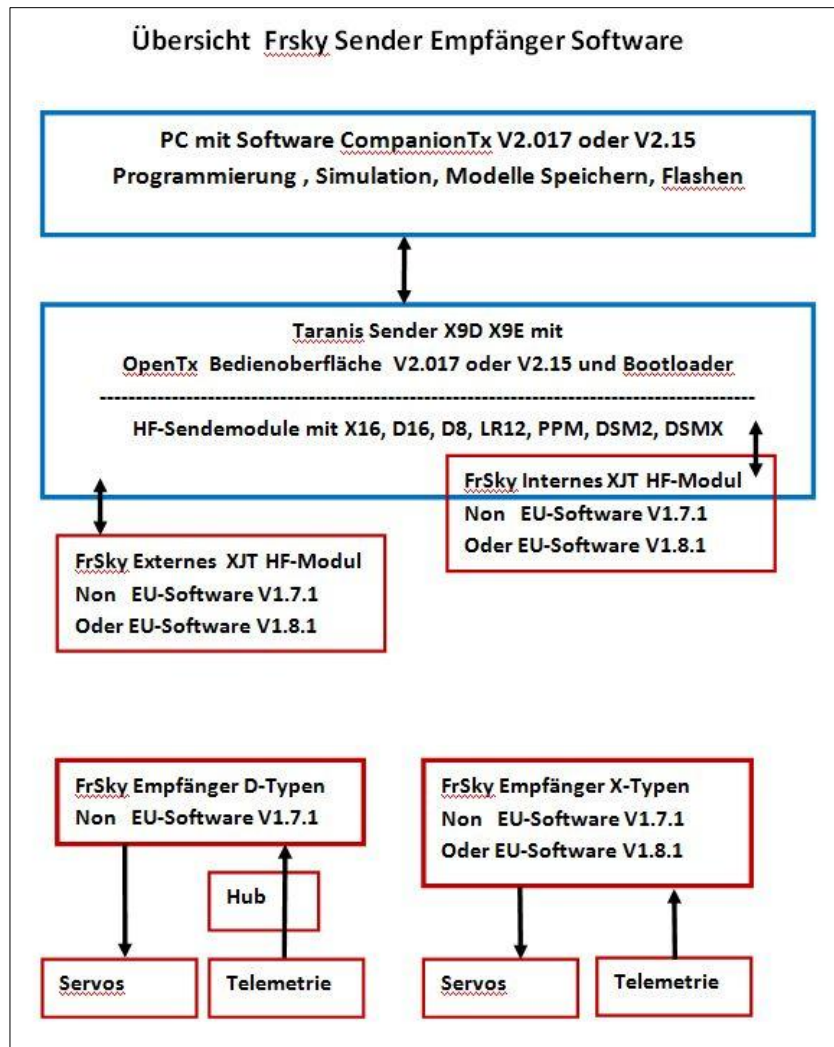 Übersicht Frsky Sender Empfänger Software
PC mit Software CompanionTx V2.017 oder V2.15
Programmierung , Simulation, Modelle Speichern, Flashen
Taranis Sender X9D X9E mit
OpenTx Bedienoberfläche V2.017 oder V2.15 und Bootloader
HF-Sendemodule mit X16, D16, D8, LR12, PPM, DSM2, DSMX
FrSky Internes XJT HF-Modul
Non EU-Software V1.7.1
Oder EU-Software V1.8.1
FrSky Externes XJT HF-Modul
Non EU-Software V1.7.1
Oder EU-Software V1.8.1
FrSky Empfänger D-Typen
Non EU-Software V1.7.1
FrSky Empfänger X-Typen
Non EU-Software V1.7.1
Oder EU-Software V1.8.1
Hub
Servos
Telemetrie
Servos
Telemetrie